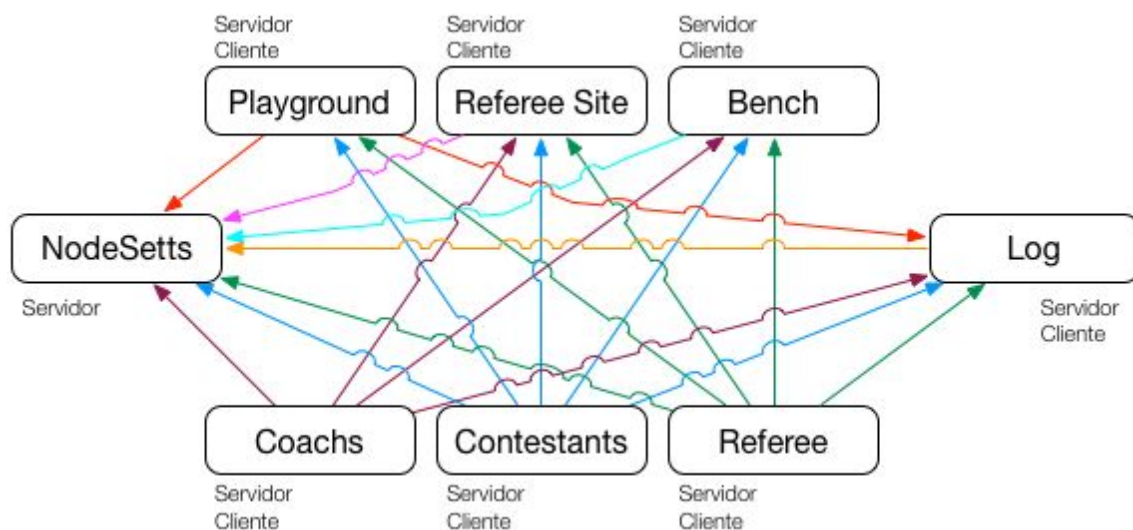 Servidor
Cliente
Servidor
Cliente
Servidor
Cliente
Playground
Referee Site
Bench
NodeSetts
Log
Servidor
Servidor
Cliente
Coachs
Contestants
Referee
Servidor
Cliente
Servidor
Cliente
Servidor
Cliente